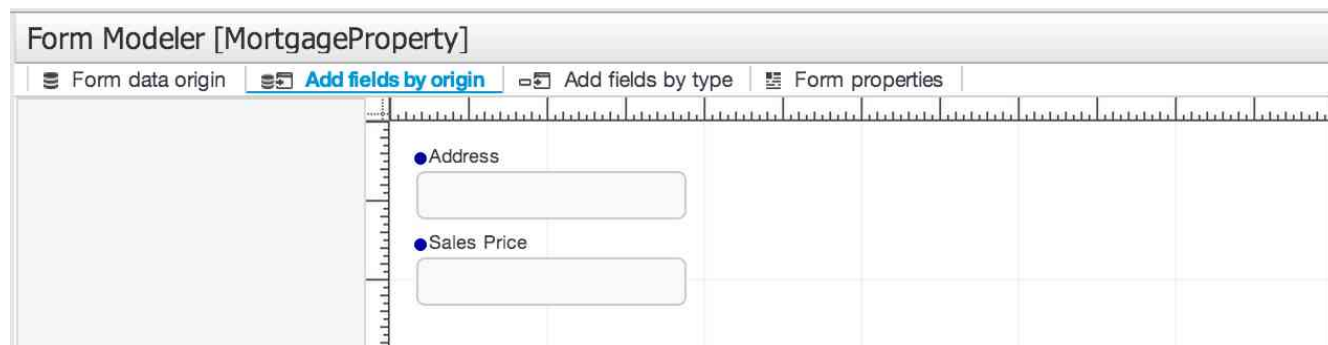 Form Modeler [MortgageProperty]
Form data origin Add fields by origin Add fields by type Form properties
Address
Sales Price